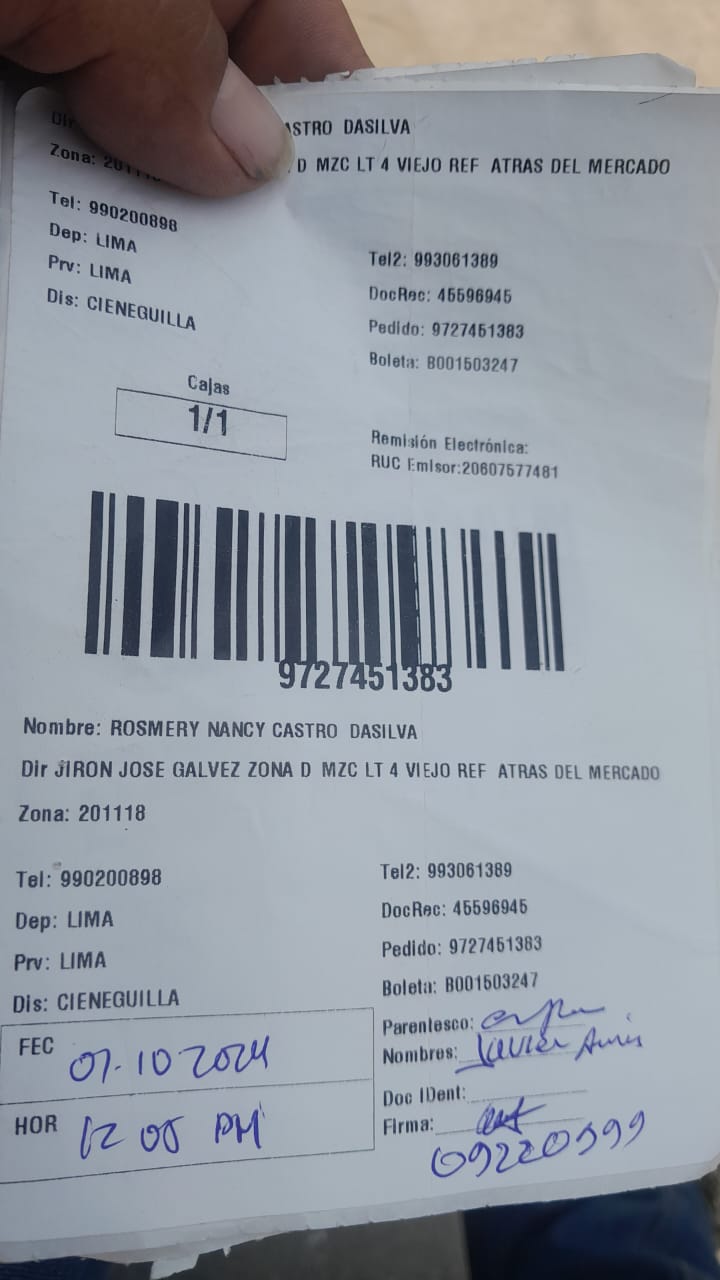 Dir CASTRO DASILVA
Zona: 2011 D MZC LT 4 VIEJO REF ATRAS DEL MERCADO
Tel: 990200898
Dep: LIMA
Tel2: 993061389
Prv: LIMA
DocRec: 45596945
Dis: CIENEGUILLA
Pedido: 9727451383
Boleta: B001503247
Cajas
1/1
Remisión Electrónica:
RUC Emisor:20607577481
9727451383
Nombre: ROSMERY NANCY CASTRO DASILVA
Dir JIRON JOSE GALVEZ ZONA D MZC LT 4 VIEJO REF ATRAS DEL MERCADO
Zona: 201118
Tel: 990200898 Tel2: 993061389
Dep: LIMA DocRec: 45596945
Prv: LIMA Pedido: 9727451383
Dis: CIENEGUILLA Boleta: B001503247
FEC 07-10 2024
Parentesco:
Nombres: Javier
Doc IDent:
HOR 12 05 PM
Firma:
09220999